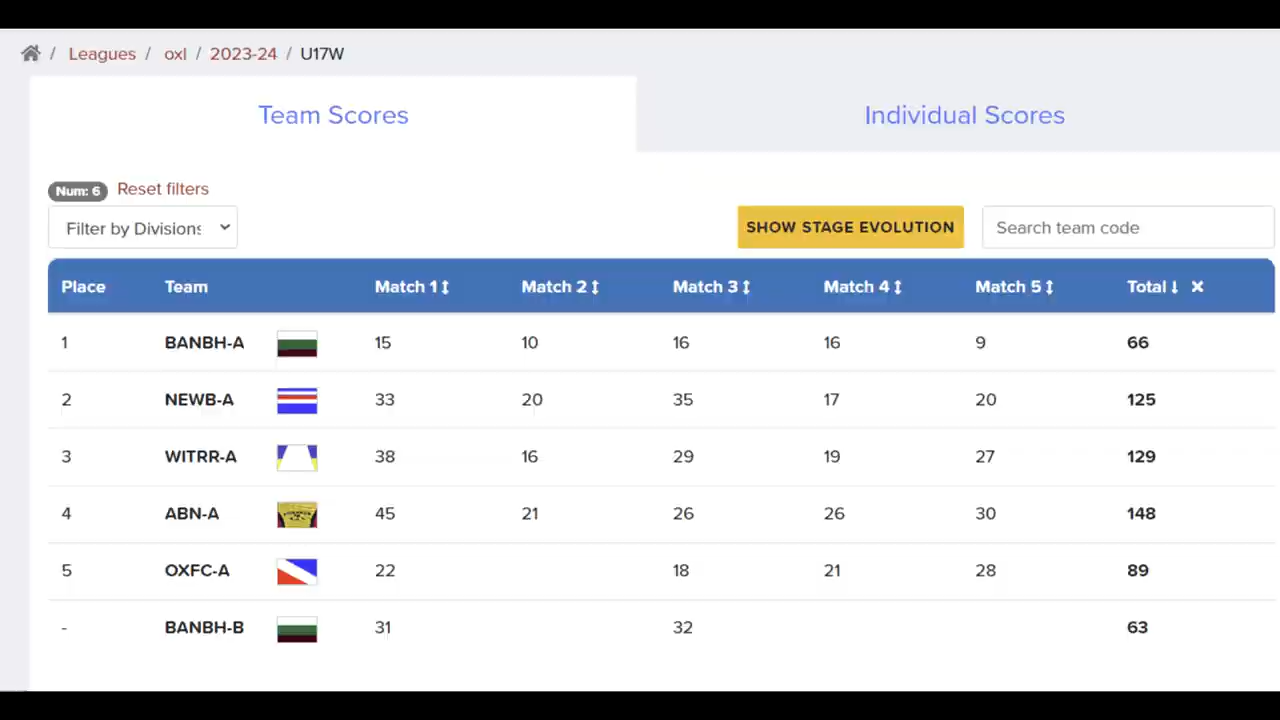 / Leagues / oxl / 2023-24 / U17W
Team Scores Individual Scores
Num: 6 Reset filters
Filter by Divisions SHOW STAGE EVOLUTION Search team code
Place Team Match 1 Match 2 Match 3 Match 4 Match 5 Total
1 BANBH-A 15 10 16 16 9 66
2 NEWB-A 33 20 35 17 20 125
3 WITRR-A 38 16 29 19 27 129
4 ABN-A 45 21 26 26 30 148
5 OXFC-A 22 18 21 28 89
- BANBH-B 31 32 63